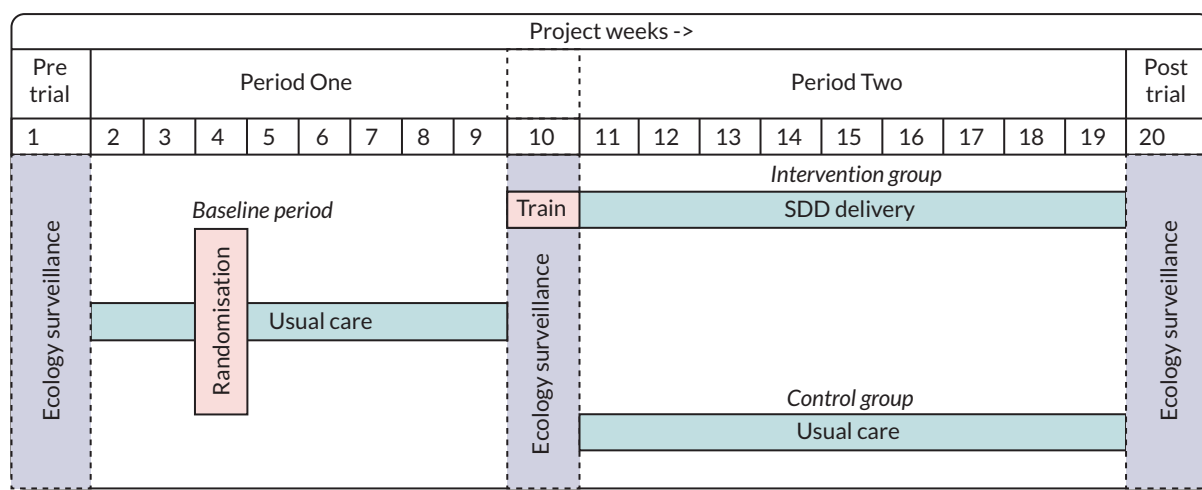 Project weeks ->
Pre
trial
Period One
Period Two
Post
trial
1 2 3 4 5 6 7 8 9 10 11 12 13 14 15 16 17 18 19 20
Ecology surveillance
Baseline period
Randomisation
Usual care
Train
Ecology surveillance
Intervention group
SDD delivery
Control group
Usual care
Ecology surveillance